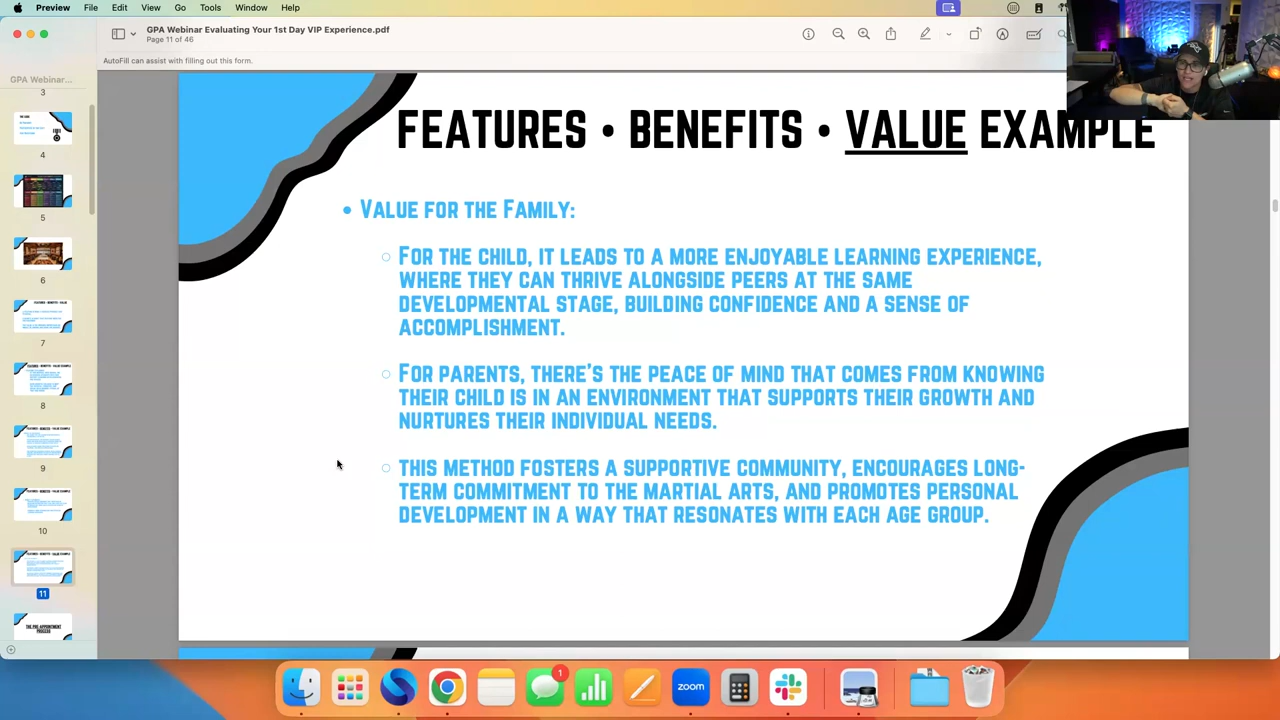 Preview File Edit View Go Tools Window Help
GPA Webinar Evaluating Your 1st Day VIP Experience.pdf
Page 11 of 46
AutoFill can assist with filling out this form.
GPA Webinar...
3
4
5
6
7
8
9
10
11
THE PRE-APPOINTMENT
PROCESS
FEATURES • BENEFITS • VALUE EXAMPLE
• VALUE FOR THE FAMILY:
○ FOR THE CHILD, IT LEADS TO A MORE ENJOYABLE LEARNING EXPERIENCE,
WHERE THEY CAN THRIVE ALONGSIDE PEERS AT THE SAME
DEVELOPMENTAL STAGE, BUILDING CONFIDENCE AND A SENSE OF
ACCOMPLISHMENT.
○ FOR PARENTS, THERE'S THE PEACE OF MIND THAT COMES FROM KNOWING
THEIR CHILD IS IN AN ENVIRONMENT THAT SUPPORTS THEIR GROWTH AND
NURTURES THEIR INDIVIDUAL NEEDS.
○ THIS METHOD FOSTERS A SUPPORTIVE COMMUNITY, ENCOURAGES LONG-
TERM COMMITMENT TO THE MARTIAL ARTS, AND PROMOTES PERSONAL
DEVELOPMENT IN A WAY THAT RESONATES WITH EACH AGE GROUP.
1
zoom